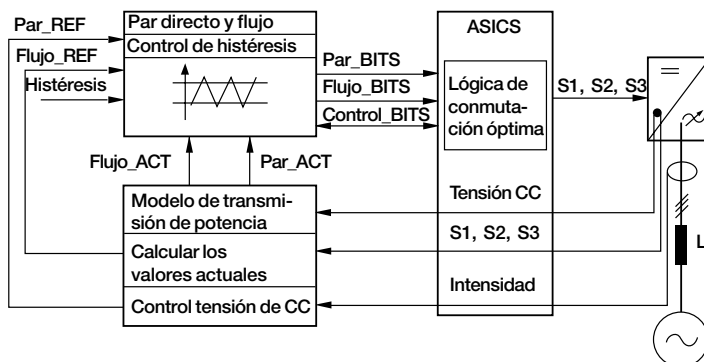 Par_REF
Flujo_REF
Histéresis
Par directo y flujo
Control de histéresis
Par_BITS
Flujo_BITS
Control_BITS
ASICS
Lógica de
conmuta-
ción óptima
S1, S2, S3
Flujo_ACT
Par_ACT
Modelo de transmi-
sión de potencia
Calcular los
valores actuales
Control tensión de CC
Tensión CC
S1, S2, S3
Intensidad
L